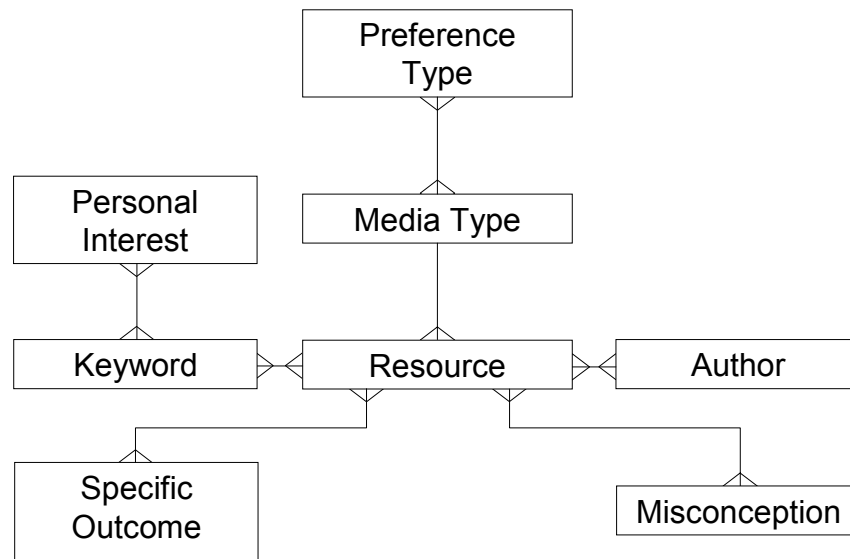 Preference
Type
Personal
Interest
Media Type
Keyword
Resource
Author
Specific
Outcome
Misconception